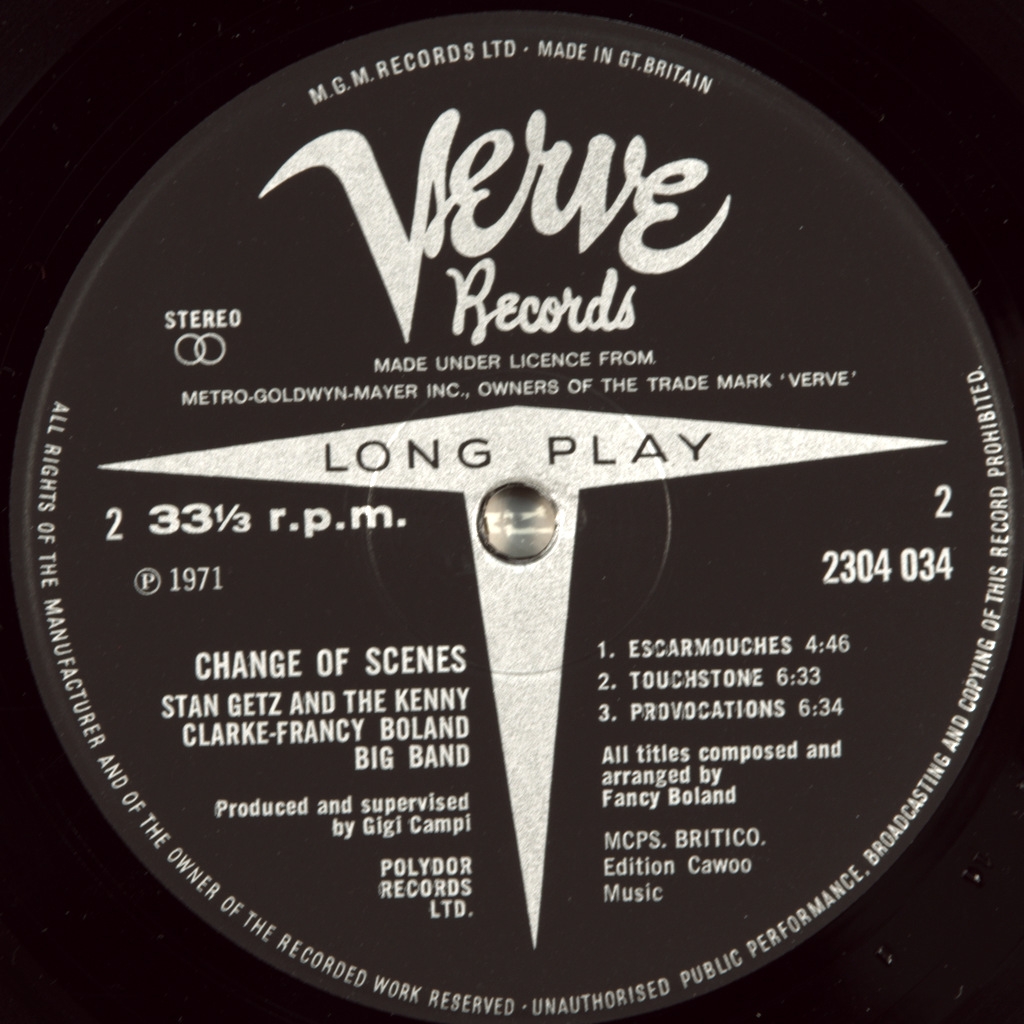 M.G.M. RECORDS LTD · MADE IN GT. BRITAIN
Verve
Records
STEREO
MADE UNDER LICENCE FROM.
METRO-GOLDWYN-MAYER INC., OWNERS OF THE TRADE MARK 'VERVE'
LONG PLAY
2 33⅓ r.p.m.
2
℗ 1971
2304 034
CHANGE OF SCENES
STAN GETZ AND THE KENNY
CLARKE-FRANCY BOLAND
BIG BAND
Produced and supervised
by Gigi Campi
POLYDOR
RECORDS
LTD.
1. ESCARMOUCHES 4:46
2. TOUCHSTONE 6:33
3. PROVOCATIONS 6:34
All titles composed and
arranged by
Fancy Boland
MCPS. BRITICO.
Edition Cawoo
Music
ALL RIGHTS OF THE MANUFACTURER AND OF THE OWNER OF THE RECORDED WORK RESERVED · UNAUTHORISED PUBLIC PERFORMANCE, BROADCASTING AND COPYING OF THIS RECORD PROHIBITED.